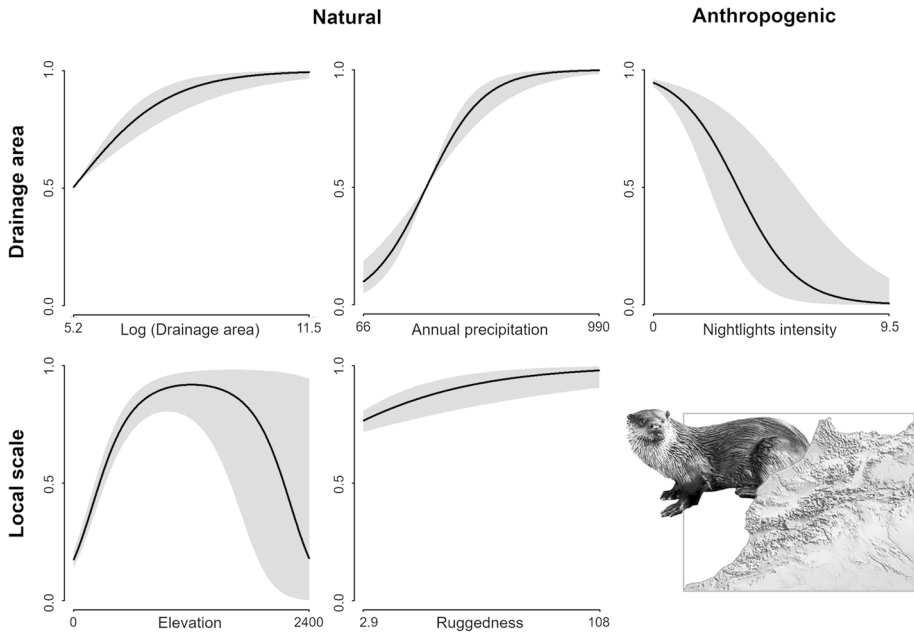 Natural
Anthropogenic
Drainage area
1.0
0.5
0.0
5.2
Log (Drainage area)
11.5
1.0
0.5
0.0
66
Annual precipitation
990
1.0
0.5
0.0
0
Nightlights intensity
9.5
Local scale
1.0
0.5
0.0
0
Elevation
2400
1.0
0.5
0.0
2.9
Ruggedness
108